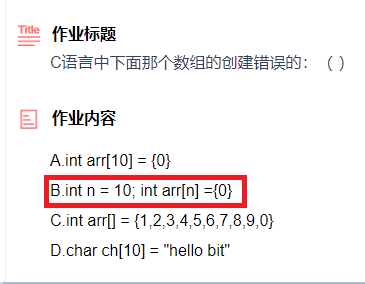 Title
作业标题
C语言中下面那个数组的创建错误的：（ ）
作业内容
A.int arr[10] = {0}
B.int n = 10; int arr[n] ={0}
C.int arr[] = {1,2,3,4,5,6,7,8,9,0}
D.char ch[10] = "hello bit"